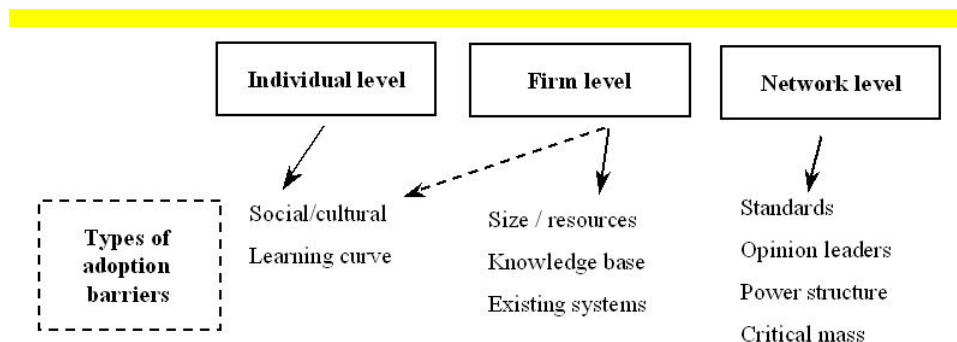 Individual level
Firm level
Network level
Types of
adoption
barriers
Social/cultural
Learning curve
Size / resources
Knowledge base
Existing systems
Standards
Opinion leaders
Power structure
Critical mass